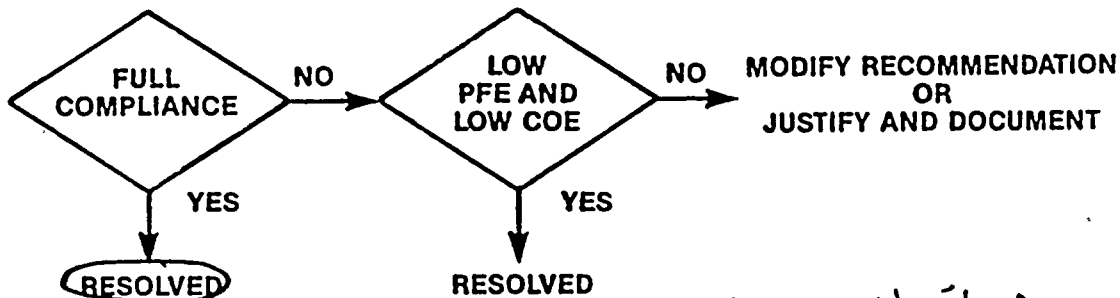 FULL
COMPLIANCE
NO
LOW
PFE AND
LOW COE
NO
MODIFY RECOMMENDATION
OR
JUSTIFY AND DOCUMENT
YES
YES
RESOLVED
RESOLVED